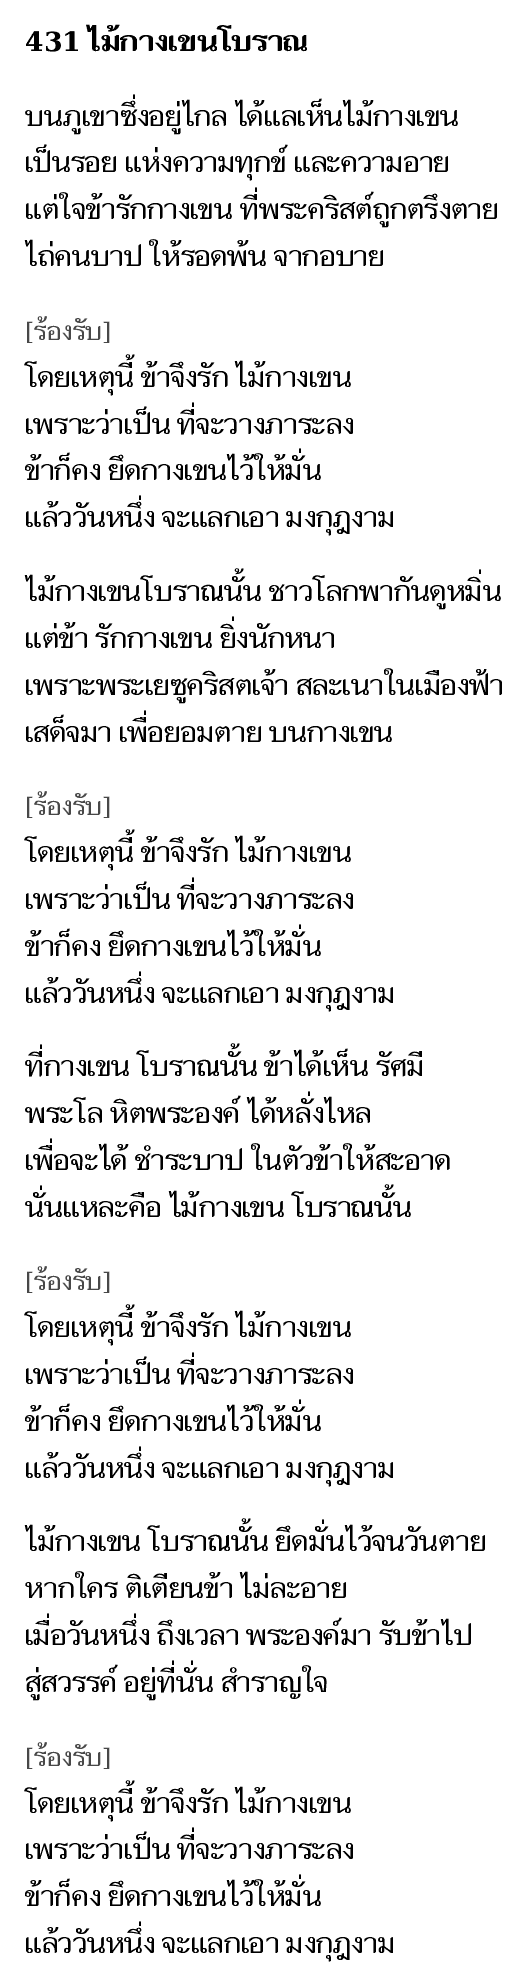 431 ไม้กางเขนโบราณ
บนภูเขาซึ่งอยู่ไกล ได้แลเห็นไม้กางเขน
เป็นรอย แห่งความทุกข์ และความอาย
แต่ใจข้ารักกางเขน ที่พระคริสต์ถูกตรึงตาย
ไถ่คนบาป ให้รอดพ้น จากอบาย
[ร้องรับ]
โดยเหตุนี้ ข้าจึงรัก ไม้กางเขน
เพราะว่าเป็น ที่จะวางภาระลง
ข้าก็คง ยึดกางเขนไว้ให้มั่น
แล้ววันหนึ่ง จะแลกเอา มงกุฎงาม
ไม้กางเขนโบราณนั้น ชาวโลกพากันดูหมิ่น
แต่ข้า รักกางเขน ยิ่งนักหนา
เพราะพระเยซูคริสตเจ้า สละเนาในเมืองฟ้า
เสด็จมา เพื่อยอมตาย บนกางเขน
[ร้องรับ]
โดยเหตุนี้ ข้าจึงรัก ไม้กางเขน
เพราะว่าเป็น ที่จะวางภาระลง
ข้าก็คง ยึดกางเขนไว้ให้มั่น
แล้ววันหนึ่ง จะแลกเอา มงกุฎงาม
ที่กางเขน โบราณนั้น ข้าได้เห็น รัศมี
พระโล หิตพระองค์ ได้หลั่งไหล
เพื่อจะได้ ชำระบาป ในตัวข้าให้สะอาด
นั่นแหละคือ ไม้กางเขน โบราณนั้น
[ร้องรับ]
โดยเหตุนี้ ข้าจึงรัก ไม้กางเขน
เพราะว่าเป็น ที่จะวางภาระลง
ข้าก็คง ยึดกางเขนไว้ให้มั่น
แล้ววันหนึ่ง จะแลกเอา มงกุฎงาม
ไม้กางเขน โบราณนั้น ยึดมั่นไว้จนวันตาย
หากใคร ติเตียนข้า ไม่ละอาย
เมื่อวันหนึ่ง ถึงเวลา พระองค์มา รับข้าไป
สู่สวรรค์ อยู่ที่นั่น สำราญใจ
[ร้องรับ]
โดยเหตุนี้ ข้าจึงรัก ไม้กางเขน
เพราะว่าเป็น ที่จะวางภาระลง
ข้าก็คง ยึดกางเขนไว้ให้มั่น
แล้ววันหนึ่ง จะแลกเอา มงกุฎงาม